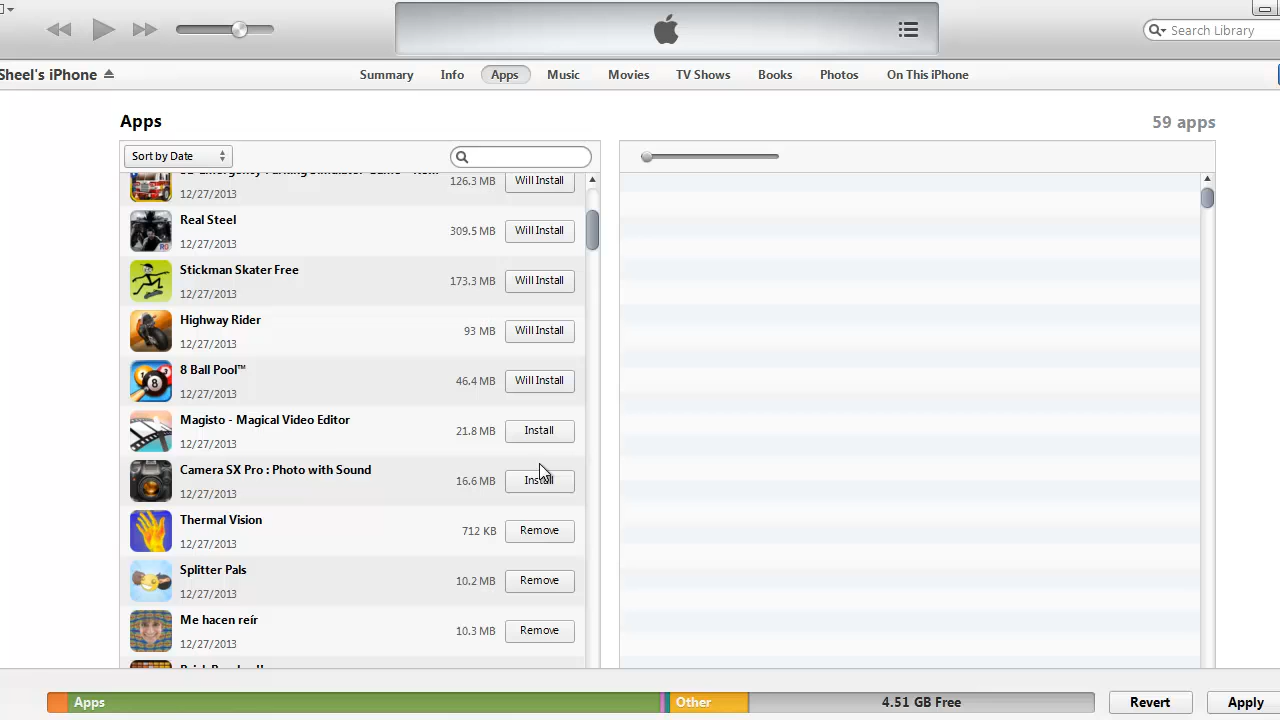 Search Library
Sheel's iPhone
Summary Info Apps Music Movies TV Shows Books Photos On This iPhone
Apps
59 apps
Sort by Date
126.3 MB Will Install
12/27/2013
Real Steel
309.5 MB Will Install
12/27/2013
Stickman Skater Free
173.3 MB Will Install
12/27/2013
Highway Rider
93 MB Will Install
12/27/2013
8 Ball Pool™
46.4 MB Will Install
12/27/2013
Magisto - Magical Video Editor
21.8 MB Install
12/27/2013
Camera SX Pro : Photo with Sound
16.6 MB Install
12/27/2013
Thermal Vision
712 KB Remove
12/27/2013
Splitter Pals
10.2 MB Remove
12/27/2013
Me hacen reír
10.3 MB Remove
12/27/2013
Apps Other 4.51 GB Free Revert Apply